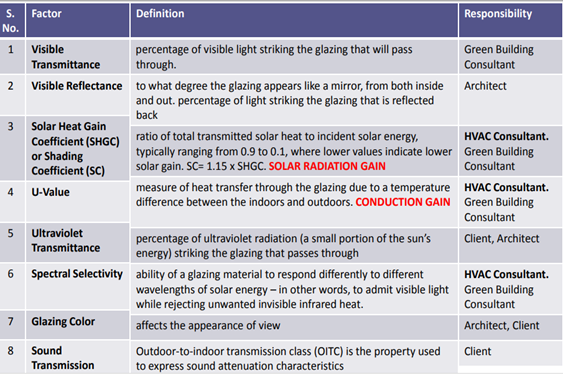 S. No. Factor Definition Responsibility
1 Visible Transmittance percentage of visible light striking the glazing that will pass through. Green Building Consultant
2 Visible Reflectance to what degree the glazing appears like a mirror, from both inside and out. percentage of light striking the glazing that is reflected back Architect
3 Solar Heat Gain Coefficient (SHGC) or Shading Coefficient (SC) ratio of total transmitted solar heat to incident solar energy, typically ranging from 0.9 to 0.1, where lower values indicate lower solar gain. SC= 1.15 x SHGC. SOLAR RADIATION GAIN HVAC Consultant. Green Building Consultant
4 U-Value measure of heat transfer through the glazing due to a temperature difference between the indoors and outdoors. CONDUCTION GAIN HVAC Consultant. Green Building Consultant
5 Ultraviolet Transmittance percentage of ultraviolet radiation (a small portion of the sun's energy) striking the glazing that passes through Client, Architect
6 Spectral Selectivity ability of a glazing material to respond differently to different wavelengths of solar energy – in other words, to admit visible light while rejecting unwanted invisible infrared heat. HVAC Consultant. Green Building Consultant
7 Glazing Color affects the appearance of view Architect, Client
8 Sound Transmission Outdoor-to-indoor transmission class (OITC) is the property used to express sound attenuation characteristics Client